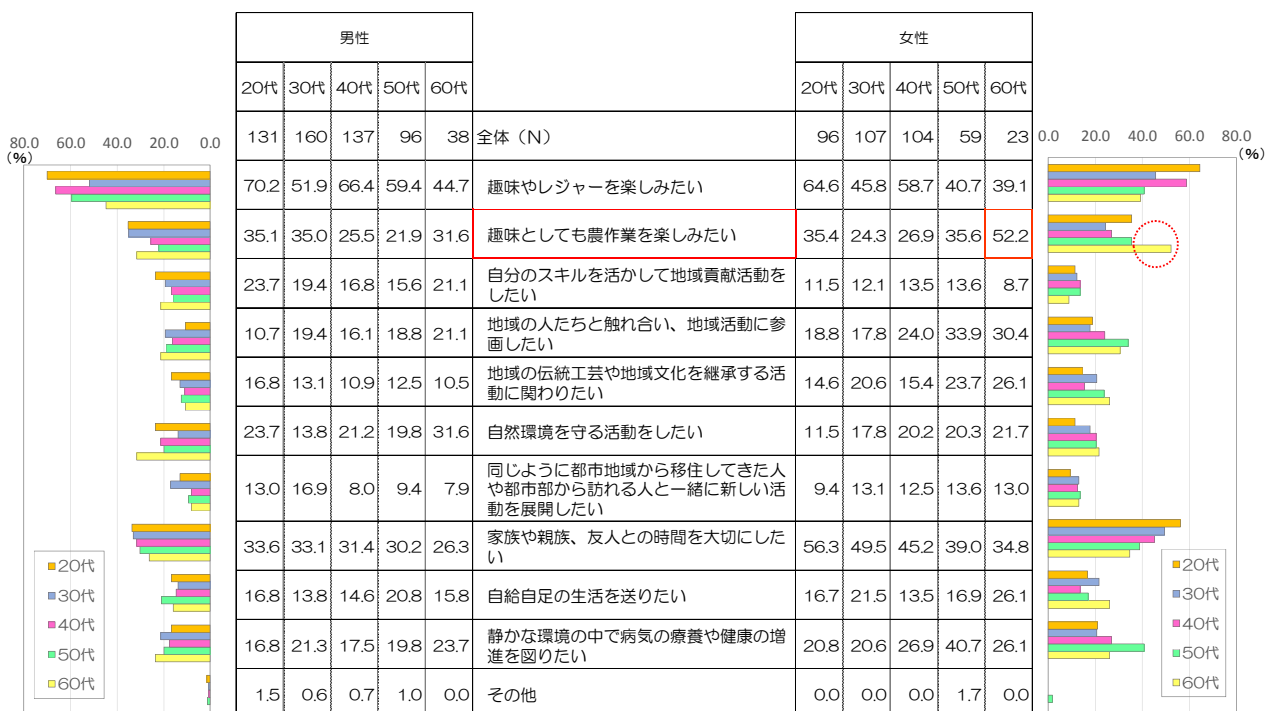 男性 女性
20代 30代 40代 50代 60代 20代 30代 40代 50代 60代
131 160 137 96 38 全体（N） 96 107 104 59 23
80.0 60.0 40.0 20.0 0.0 0.0 20.0 40.0 60.0 80.0
(%) (%)
70.2 51.9 66.4 59.4 44.7 趣味やレジャーを楽しみたい 64.6 45.8 58.7 40.7 39.1
35.1 35.0 25.5 21.9 31.6 趣味としても農作業を楽しみたい 35.4 24.3 26.9 35.6 52.2
23.7 19.4 16.8 15.6 21.1 自分のスキルを活かして地域貢献活動を
したい 11.5 12.1 13.5 13.6 8.7
10.7 19.4 16.1 18.8 21.1 地域の人たちと触れ合い、地域活動に参
画したい 18.8 17.8 24.0 33.9 30.4
16.8 13.1 10.9 12.5 10.5 地域の伝統工芸や地域文化を継承する活
動に関わりたい 14.6 20.6 15.4 23.7 26.1
23.7 13.8 21.2 19.8 31.6 自然環境を守る活動をしたい 11.5 17.8 20.2 20.3 21.7
13.0 16.9 8.0 9.4 7.9 同じように都市地域から移住してきた人
や都市部から訪れる人と一緒に新しい活
動を展開したい 9.4 13.1 12.5 13.6 13.0
33.6 33.1 31.4 30.2 26.3 家族や親族、友人との時間を大切にした
い 56.3 49.5 45.2 39.0 34.8
16.8 13.8 14.6 20.8 15.8 自給自足の生活を送りたい 16.7 21.5 13.5 16.9 26.1
16.8 21.3 17.5 19.8 23.7 静かな環境の中で病気の療養や健康の増
進を図りたい 20.8 20.6 26.9 40.7 26.1
1.5 0.6 0.7 1.0 0.0 その他 0.0 0.0 0.0 1.7 0.0
20代
30代
40代
50代
60代
20代
30代
40代
50代
60代